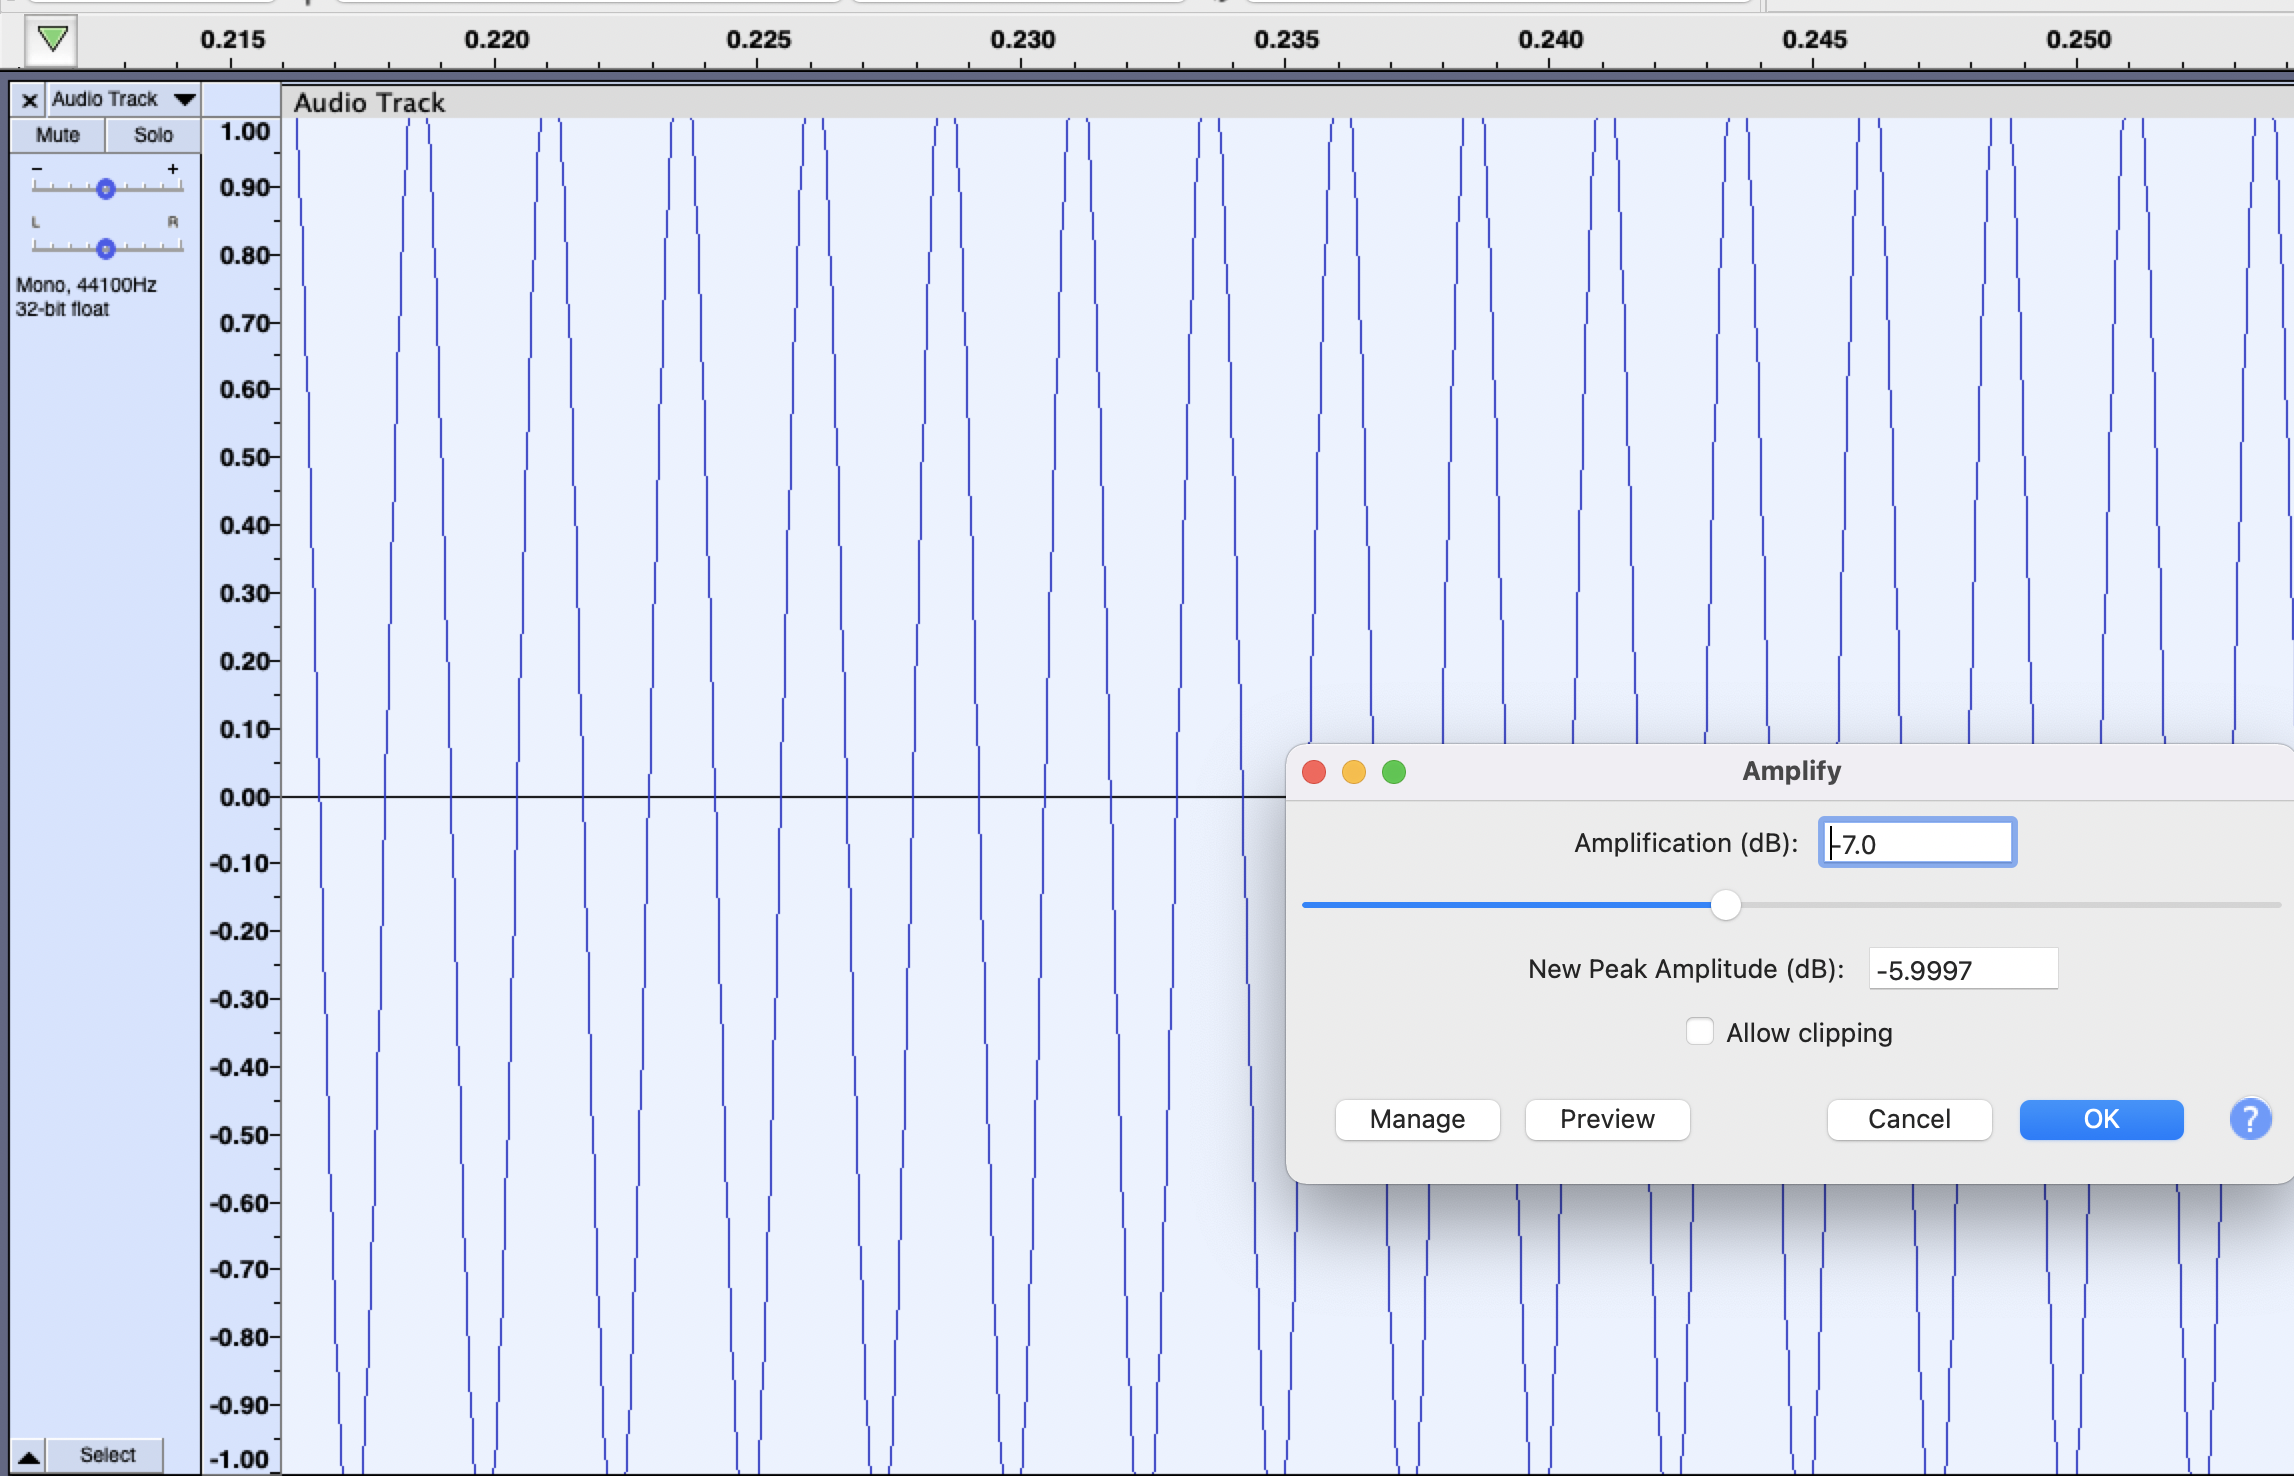 0.215 0.220 0.225 0.230 0.235 0.240 0.245 0.250
× Audio Track
Audio Track
Mute Solo
- +
L R
Mono, 44100Hz
32-bit float
1.00
0.90
0.80
0.70
0.60
0.50
0.40
0.30
0.20
0.10
0.00
-0.10
-0.20
-0.30
-0.40
-0.50
-0.60
-0.70
-0.80
-0.90
-1.00
Select
Amplify
Amplification (dB): -7.0
New Peak Amplitude (dB): -5.9997
Allow clipping
Manage Preview Cancel OK ?